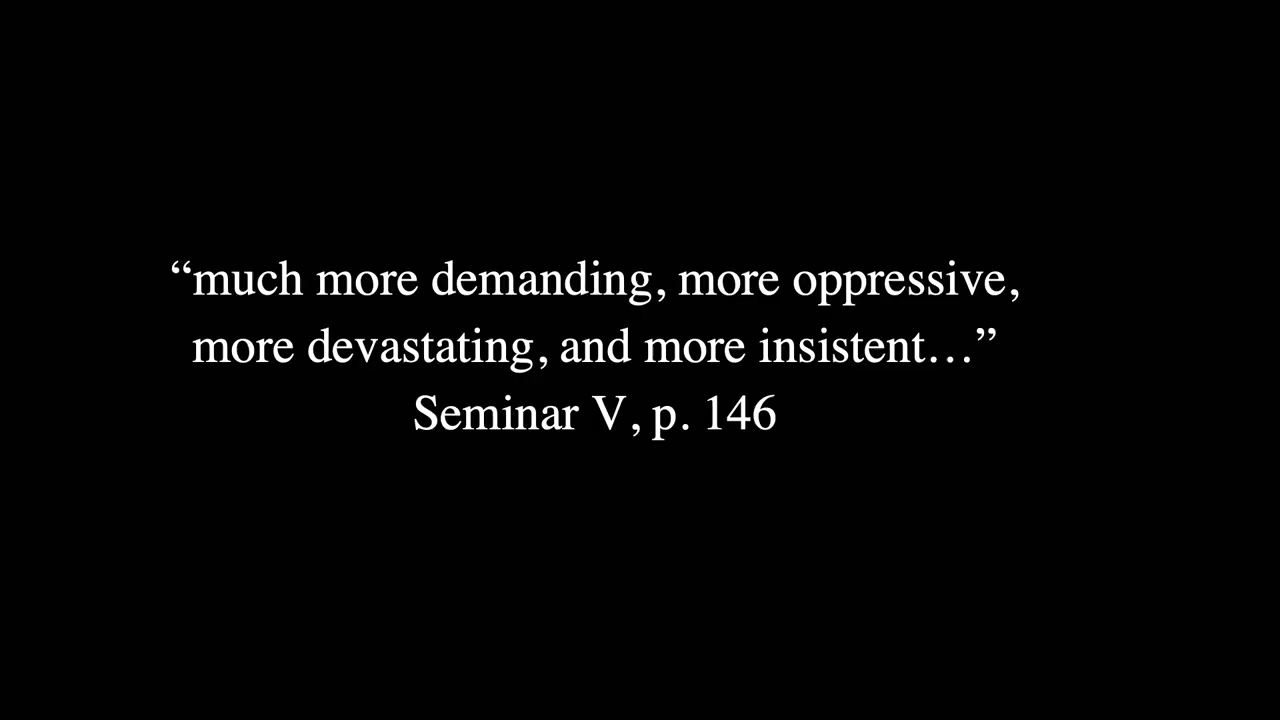 “much more demanding, more oppressive,
more devastating, and more insistent…”
Seminar V, p. 146